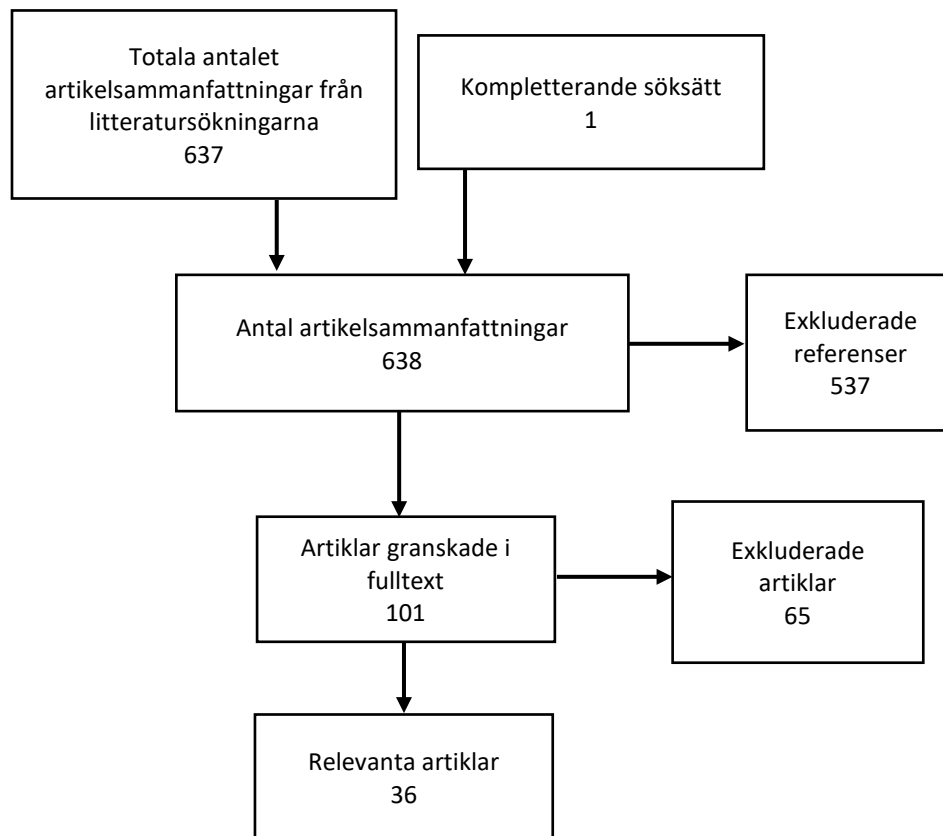 Totala antalet
artikelsammanfattningar från
litteratursökningarna
637
Kompletterande söksätt
1
Antal artikelsammanfattningar
638
Exkluderade
referenser
537
Artiklar granskade i
fulltext
101
Exkluderade
artiklar
65
Relevanta artiklar
36